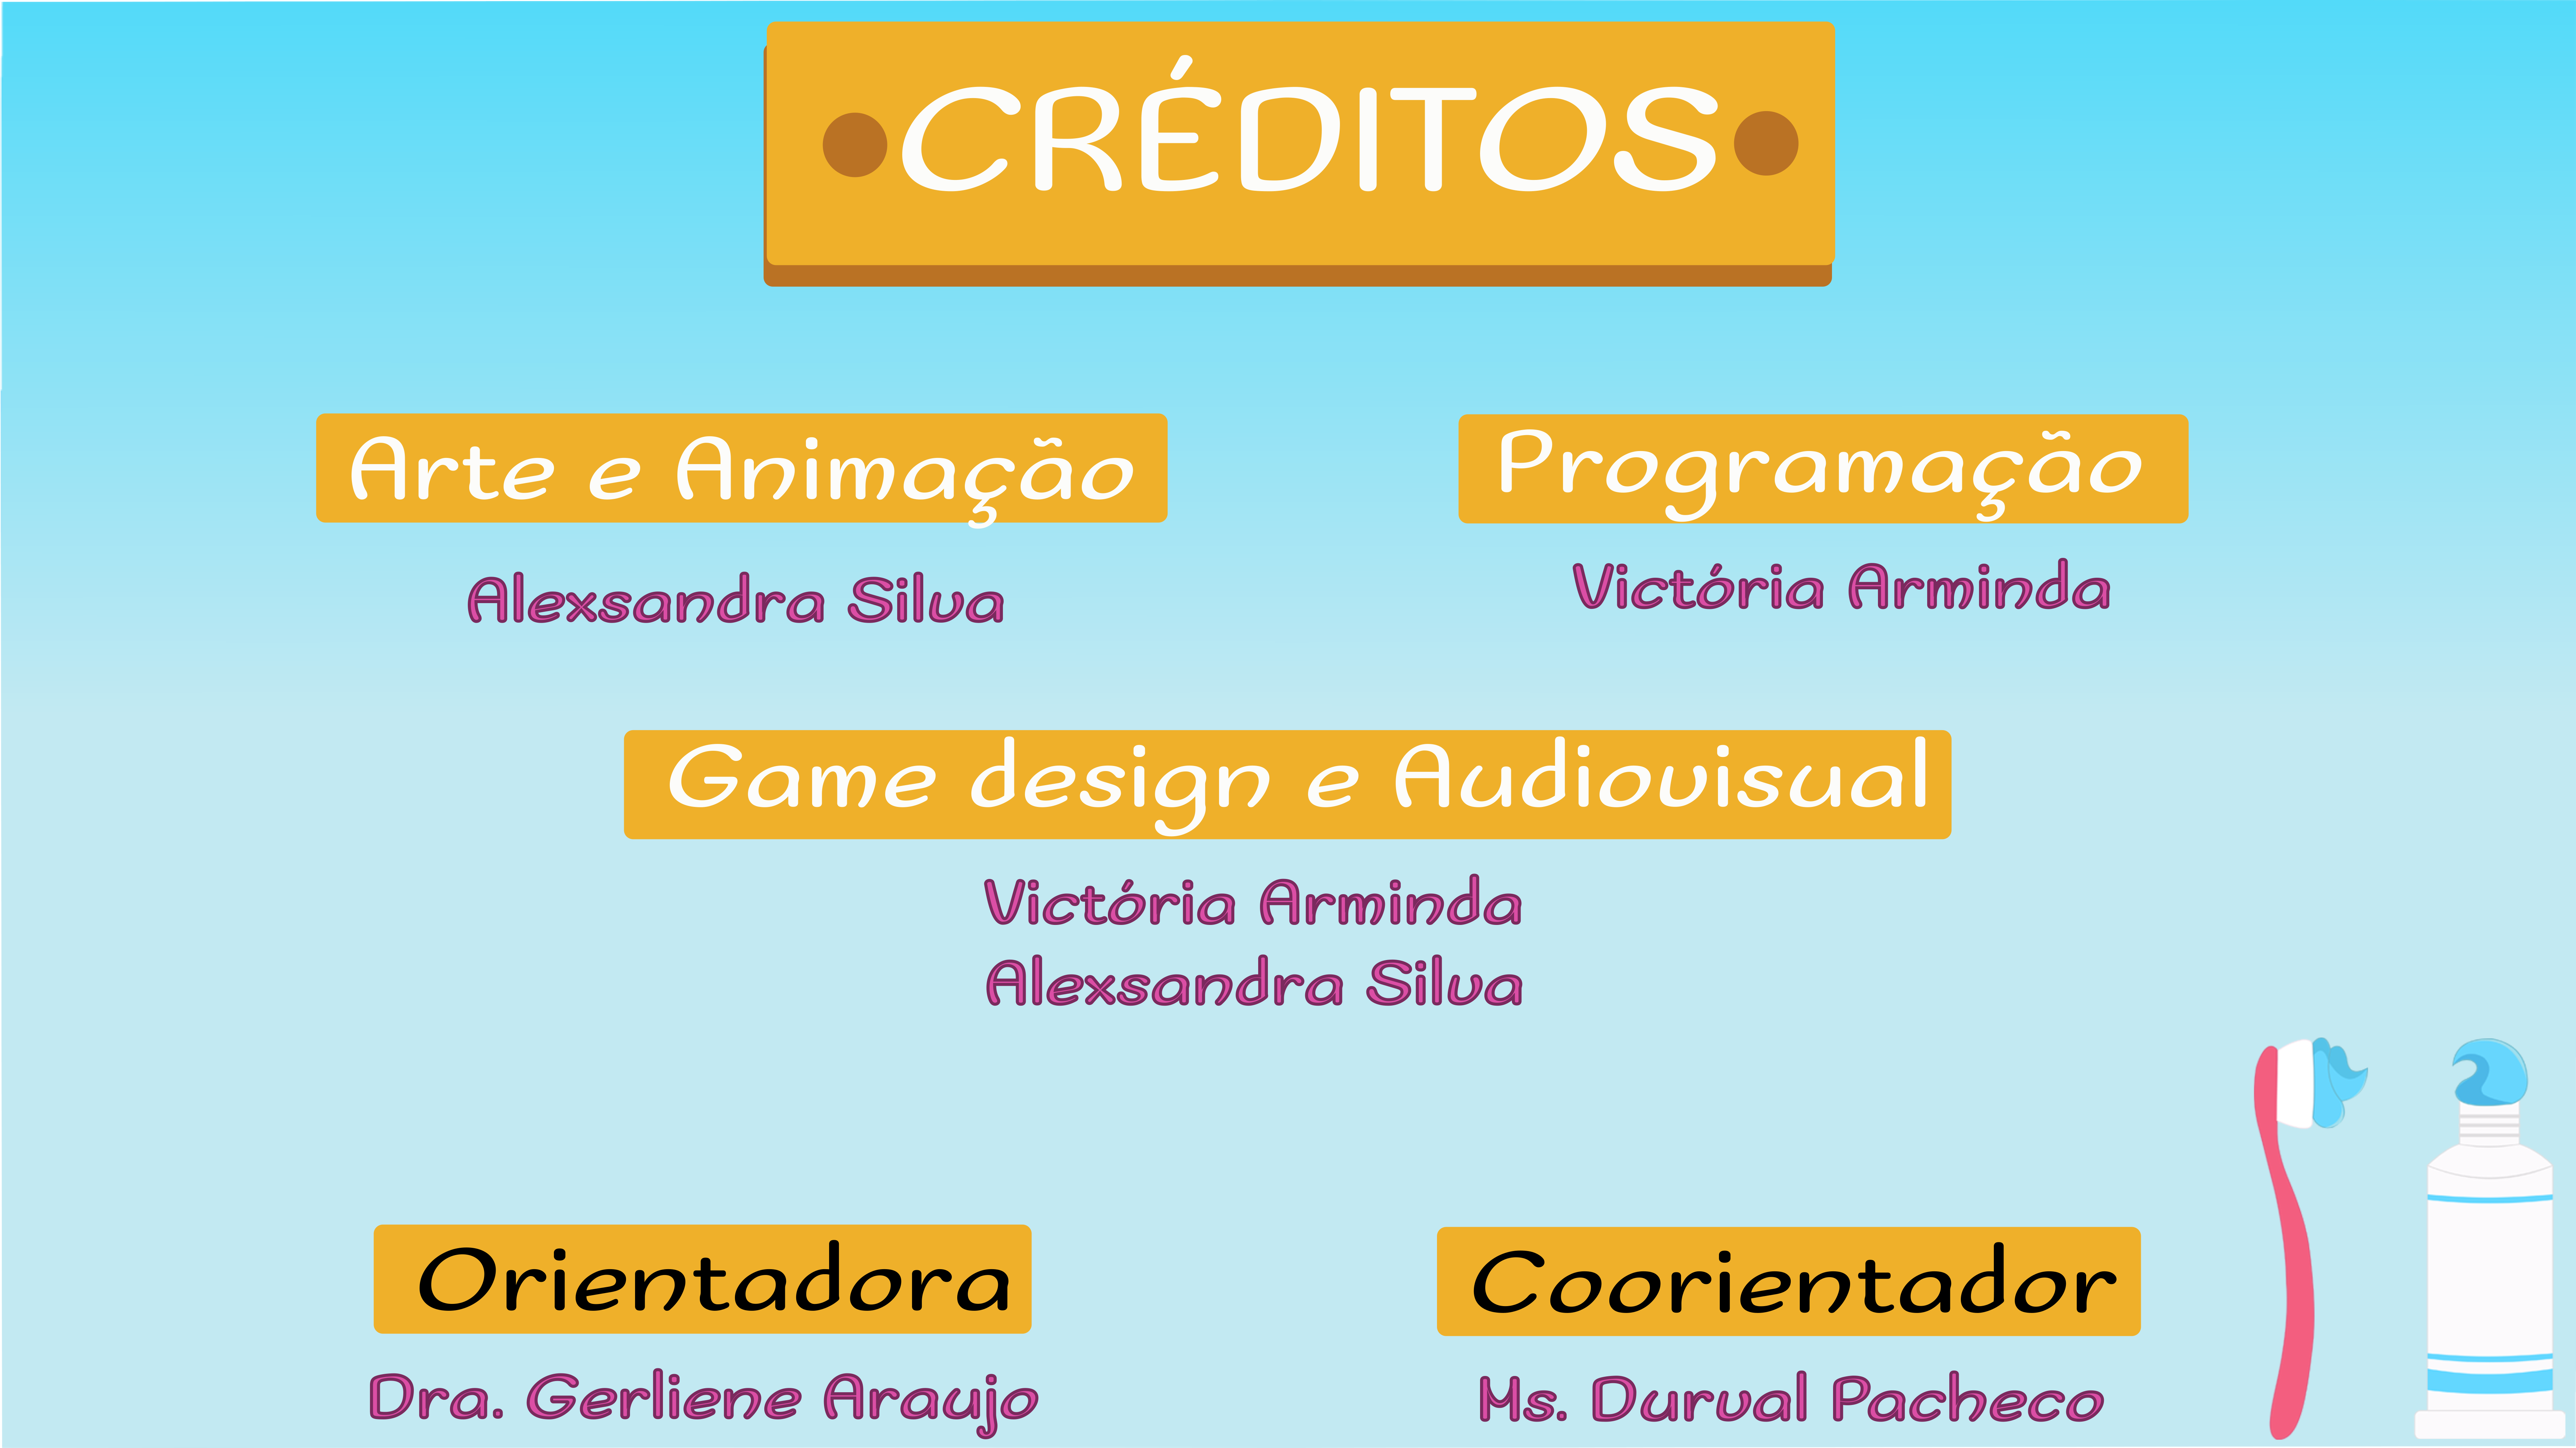 CRÉDITOS
Arte e Animação
Alexsandra Silva
Programação
Victória Arminda
Game design e Audiovisual
Victória Arminda
Alexsandra Silva
Orientadora
Dra. Gerliene Araujo
Coorientador
Ms. Durval Pacheco